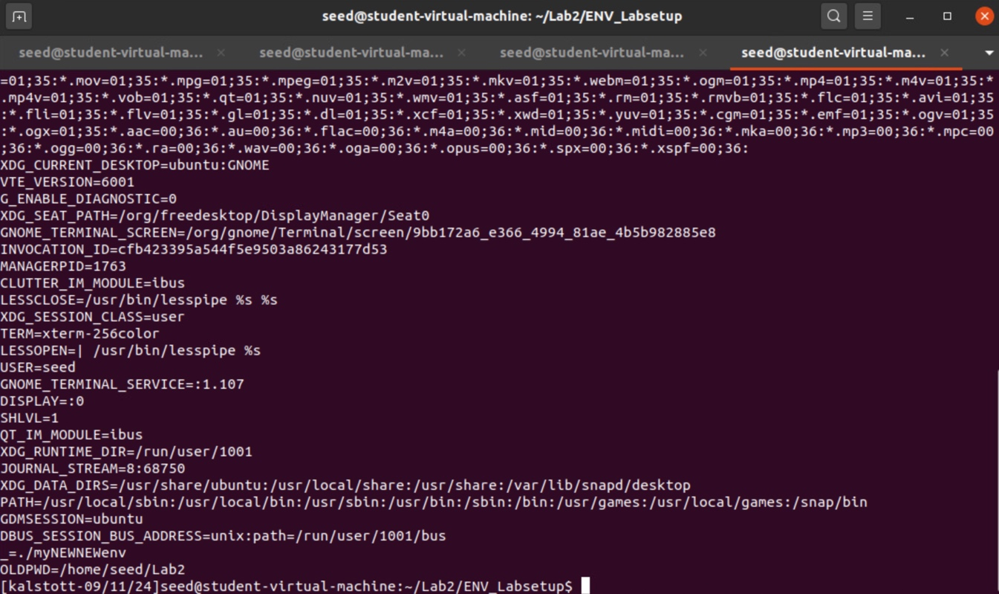 seed@student-virtual-machine: ~/Lab2/ENV_Labsetup
seed@student-virtual-ma... × seed@student-virtual-ma... × seed@student-virtual-ma... × seed@student-virtual-ma... ×
=01;35:*.mov=01;35:*.mpg=01;35:*.mpeg=01;35:*.m2v=01;35:*.mkv=01;35:*.webm=01;35:*.ogm=01;35:*.mp4=01;35:*.m4v=01;35:*
.mp4v=01;35:*.vob=01;35:*.qt=01;35:*.nuv=01;35:*.wmv=01;35:*.asf=01;35:*.rm=01;35:*.rmvb=01;35:*.flc=01;35:*.avi=01;35
:*.fli=01;35:*.flv=01;35:*.gl=01;35:*.dl=01;35:*.xcf=01;35:*.xwd=01;35:*.yuv=01;35:*.cgm=01;35:*.emf=01;35:*.ogv=01;35
:*.ogx=01;35:*.aac=00;36:*.au=00;36:*.flac=00;36:*.m4a=00;36:*.mid=00;36:*.midi=00;36:*.mka=00;36:*.mp3=00;36:*.mpc=00
;36:*.ogg=00;36:*.ra=00;36:*.wav=00;36:*.oga=00;36:*.opus=00;36:*.spx=00;36:*.xspf=00;36:
XDG_CURRENT_DESKTOP=ubuntu:GNOME
VTE_VERSION=6001
G_ENABLE_DIAGNOSTIC=0
XDG_SEAT_PATH=/org/freedesktop/DisplayManager/Seat0
GNOME_TERMINAL_SCREEN=/org/gnome/Terminal/screen/9bb172a6_e366_4994_81ae_4b5b982885e8
INVOCATION_ID=cfb423395a544f5e9503a86243177d53
MANAGERPID=1763
CLUTTER_IM_MODULE=ibus
LESSCLOSE=/usr/bin/lesspipe %s %s
XDG_SESSION_CLASS=user
TERM=xterm-256color
LESSOPEN=| /usr/bin/lesspipe %s
USER=seed
GNOME_TERMINAL_SERVICE=:1.107
DISPLAY=:0
SHLVL=1
QT_IM_MODULE=ibus
XDG_RUNTIME_DIR=/run/user/1001
JOURNAL_STREAM=8:68750
XDG_DATA_DIRS=/usr/share/ubuntu:/usr/local/share:/usr/share:/var/lib/snapd/desktop
PATH=/usr/local/sbin:/usr/local/bin:/usr/sbin:/usr/bin:/sbin:/bin:/usr/games:/usr/local/games:/snap/bin
GDMSESSION=ubuntu
DBUS_SESSION_BUS_ADDRESS=unix:path=/run/user/1001/bus
_=./myNEWNEWenv
OLDPWD=/home/seed/Lab2
[kalstott-09/11/24]seed@student-virtual-machine:~/Lab2/ENV_Labsetup$